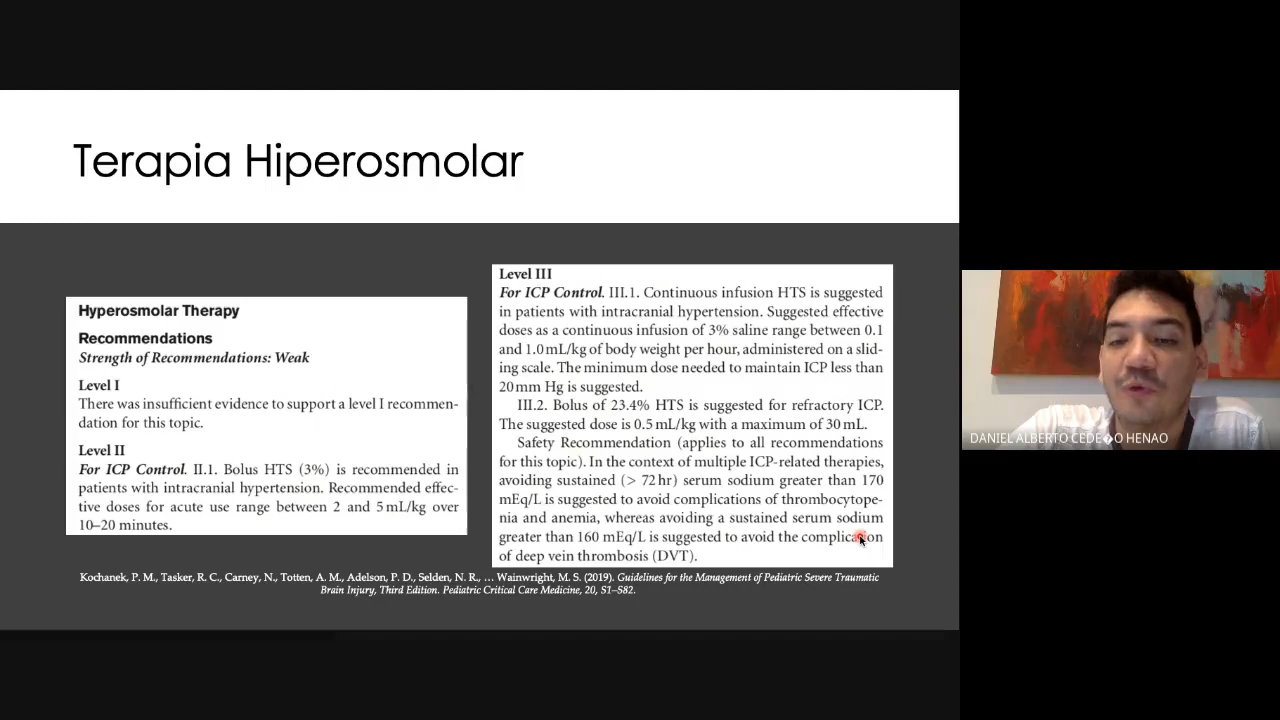 Terapia Hiperosmolar
Hyperosmolar Therapy
Recommendations
Strength of Recommendations: Weak
Level I
There was insufficient evidence to support a level I recommen-
dation for this topic.
Level II
For ICP Control. II.1. Bolus HTS (3%) is recommended in
patients with intracranial hypertension. Recommended effec-
tive doses for acute use range between 2 and 5 mL/kg over
10–20 minutes.
Level III
For ICP Control. III.1. Continuous infusion HTS is suggested
in patients with intracranial hypertension. Suggested effective
doses as a continuous infusion of 3% saline range between 0.1
and 1.0 mL/kg of body weight per hour, administered on a slid-
ing scale. The minimum dose needed to maintain ICP less than
20 mm Hg is suggested.
III.2. Bolus of 23.4% HTS is suggested for refractory ICP.
The suggested dose is 0.5 mL/kg with a maximum of 30 mL.
Safety Recommendation (applies to all recommendations
for this topic). In the context of multiple ICP-related therapies,
avoiding sustained (> 72 hr) serum sodium greater than 170
mEq/L is suggested to avoid complications of thrombocytope-
nia and anemia, whereas avoiding a sustained serum sodium
greater than 160 mEq/L is suggested to avoid the complication
of deep vein thrombosis (DVT).
Kochanek, P. M., Tasker, R. C., Carney, N., Totten, A. M., Adelson, P. D., Selden, N. R., … Wainwright, M. S. (2019). Guidelines for the Management of Pediatric Severe Traumatic
Brain Injury, Third Edition. Pediatric Critical Care Medicine, 20, S1–S82.
DANIEL ALBERTO CEDE�O HENAO